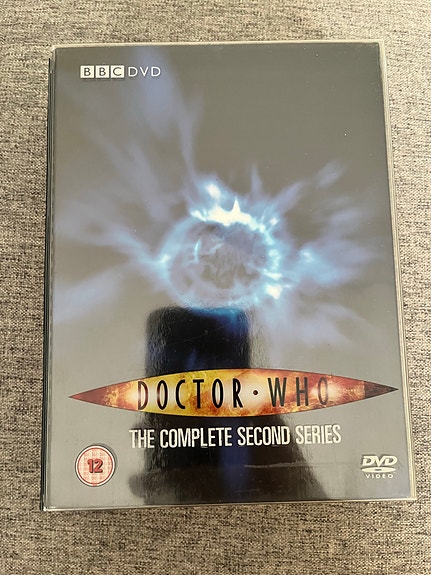 BBC DVD
DOCTOR · WHO
THE COMPLETE SECOND SERIES
12
DVD
VIDEO